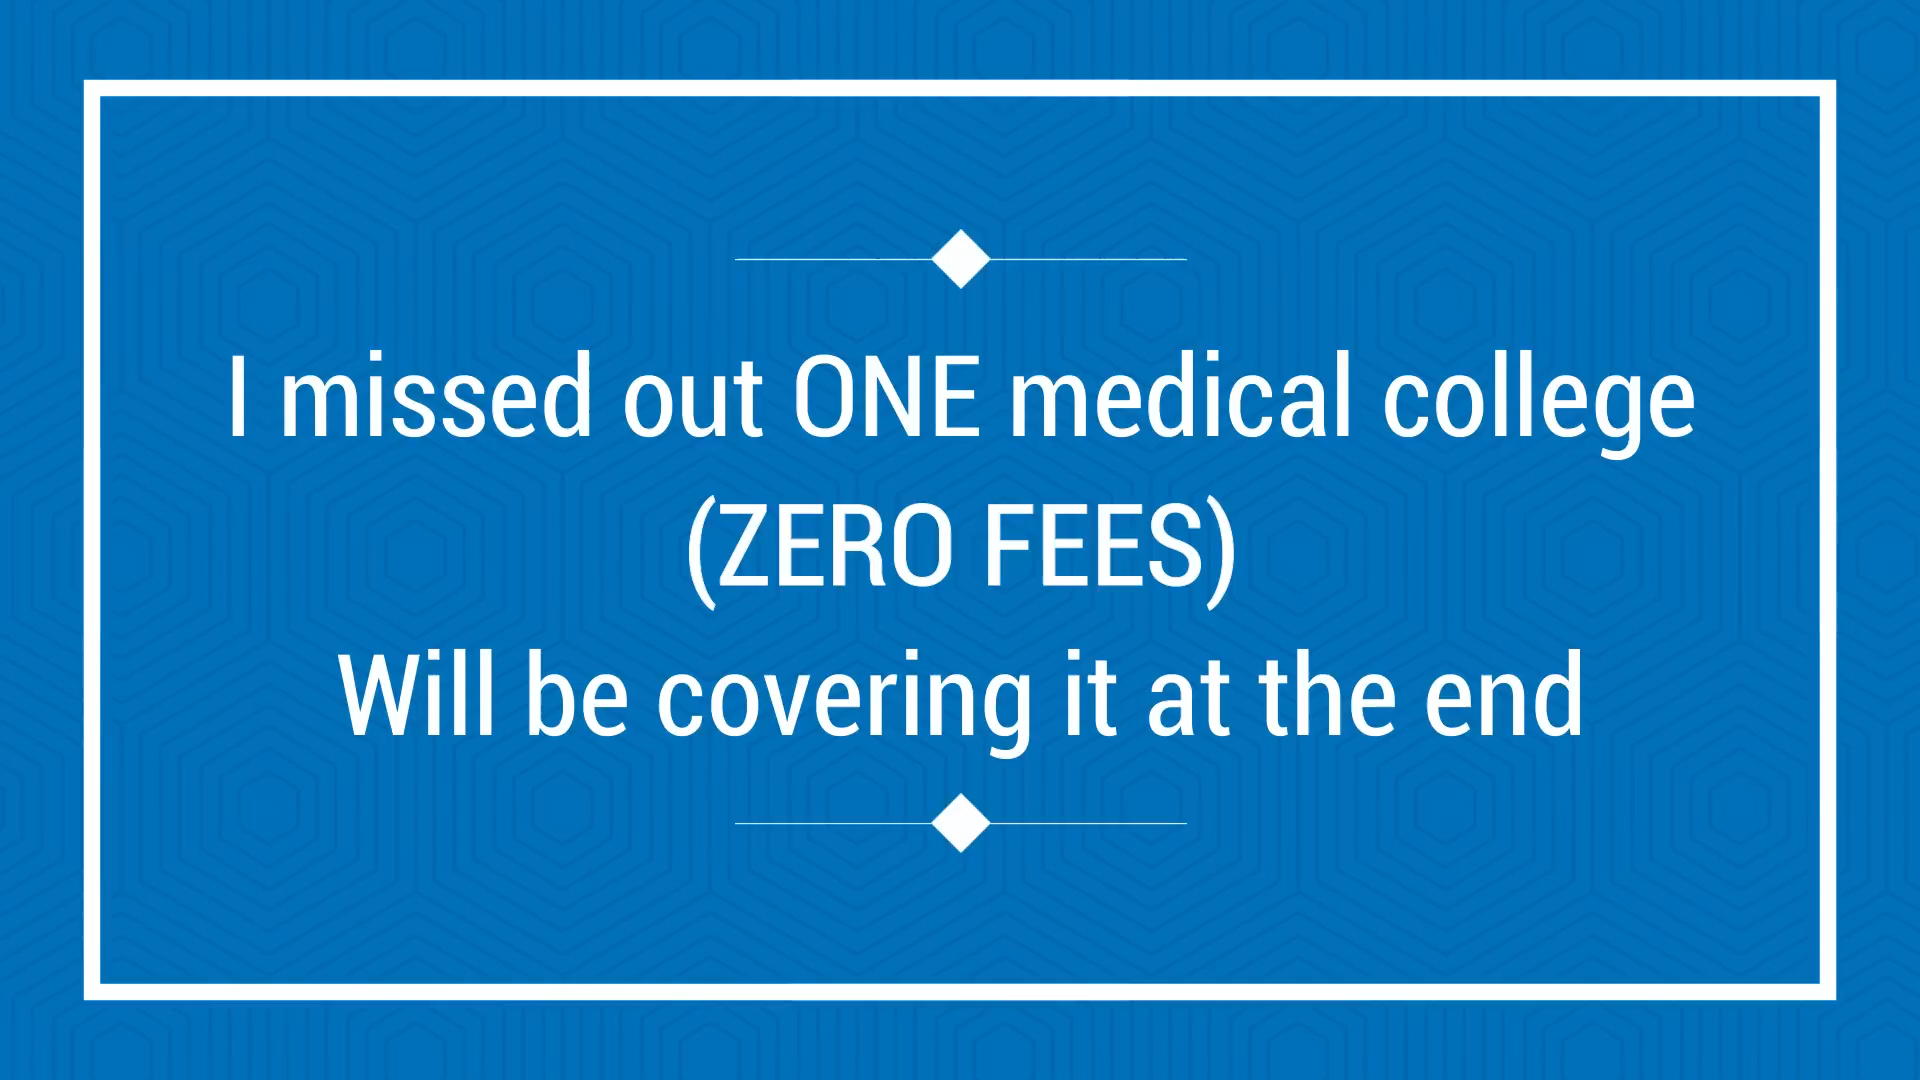 I missed out ONE medical college
(ZERO FEES)
Will be covering it at the end